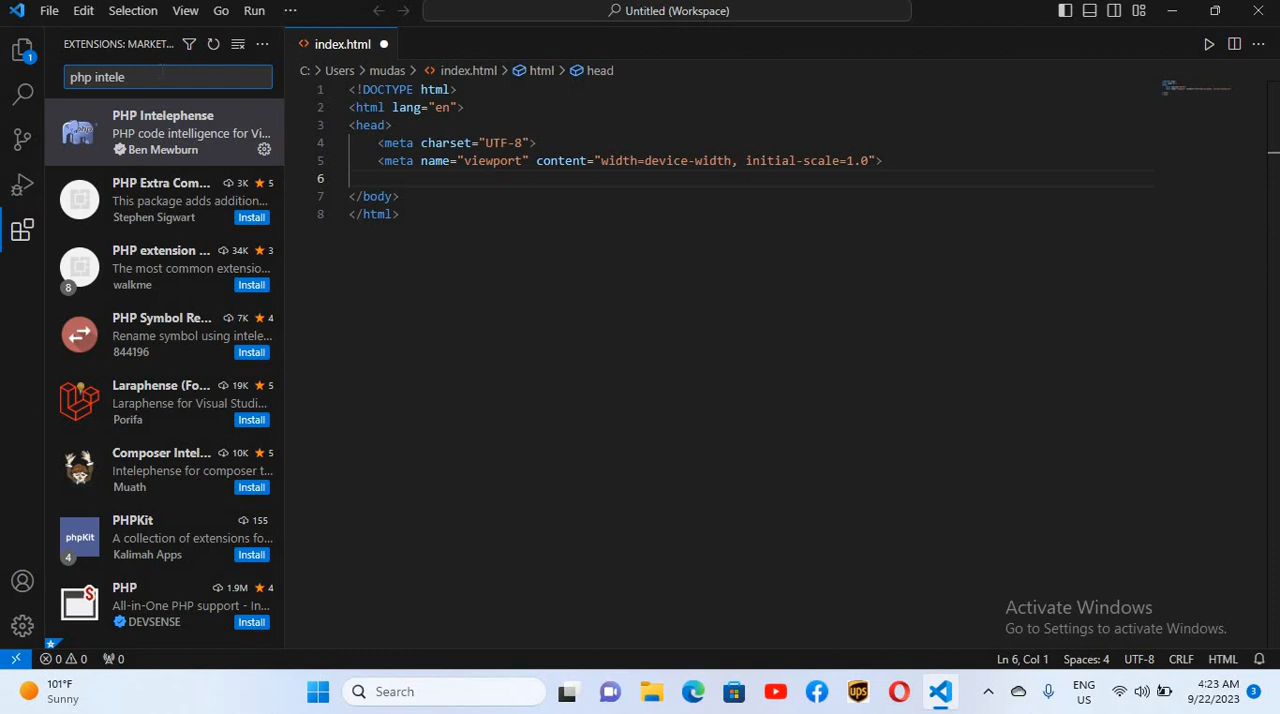 File Edit Selection View Go Run ··· Untitled (Workspace)
EXTENSIONS: MARKET... ···
php intele
PHP Intelephense
PHP code intelligence for Vi...
Ben Mewburn
PHP Extra Com... 3K 5
This package adds addition...
Stephen Sigwart Install
PHP extension ... 34K 3
The most common extensio...
walkme Install
8
PHP Symbol Re... 7K 4
Rename symbol using intele...
844196 Install
Laraphense (Fo... 19K 5
Laraphense for Visual Studi...
Porifa Install
Composer Intel... 10K 5
Intelephense for composer t...
Muath Install
PHPKit 155
phpKit
A collection of extensions fo...
Kalimah Apps Install
4
PHP 1.9M 4
All-in-One PHP support - In...
DEVSENSE Install
1
index.html
C: > Users > mudas > index.html > html > head
1 <!DOCTYPE html>
2 <html lang="en">
3 <head>
4 <meta charset="UTF-8">
5 <meta name="viewport" content="width=device-width, initial-scale=1.0">
6
7 </body>
8 </html>
Activate Windows
Go to Settings to activate Windows.
0 0 0 Ln 6, Col 1 Spaces: 4 UTF-8 CRLF HTML
101°F
Sunny
Search
ups
ENG
US
4:23 AM
9/22/2023
3